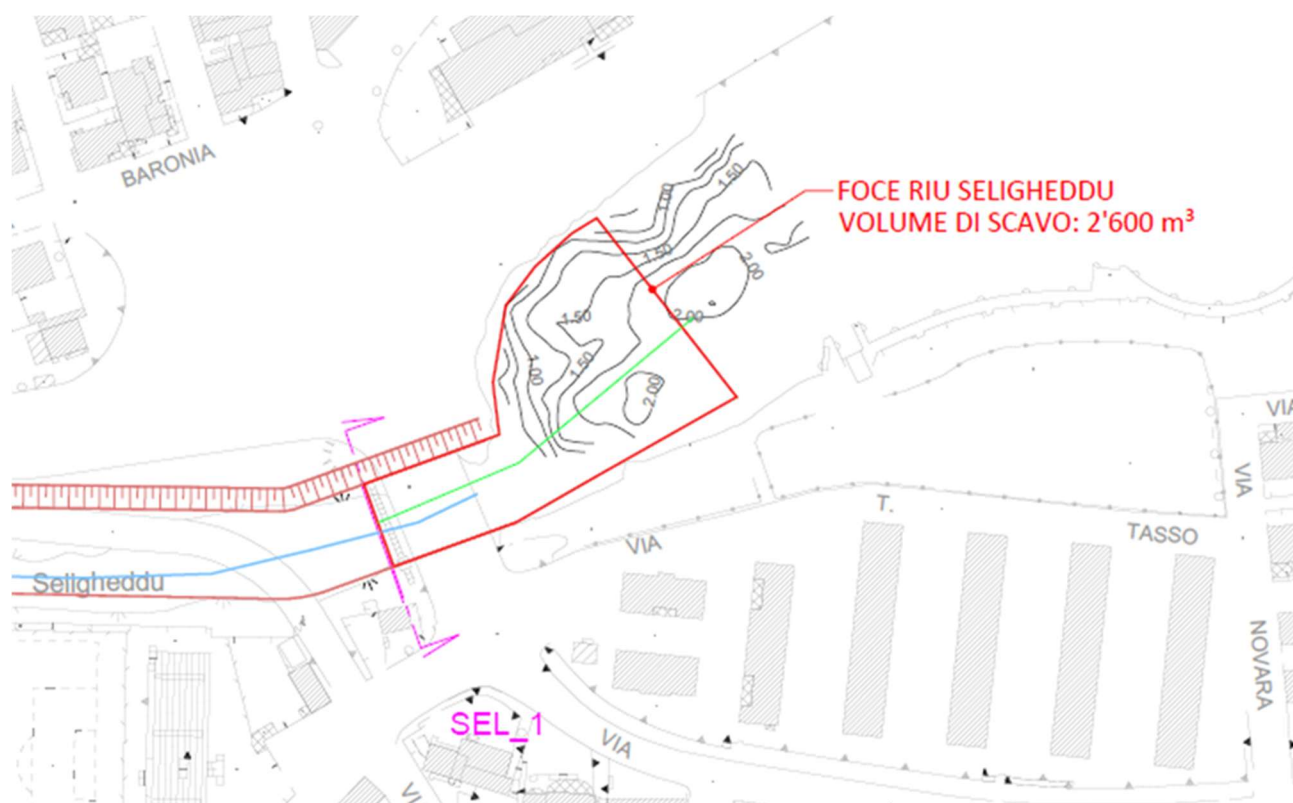 BARONIA
FOCE RIU SELIGHEDDU
VOLUME DI SCAVO: 2'600 m³
1.00
1.50
1.50
2.00
2.00
1.50
1.50
1.00
2.00
VIA
VIA
T.
TASSO
VIA
Seligheddu
NOVARA
SEL_1
VIA
VI